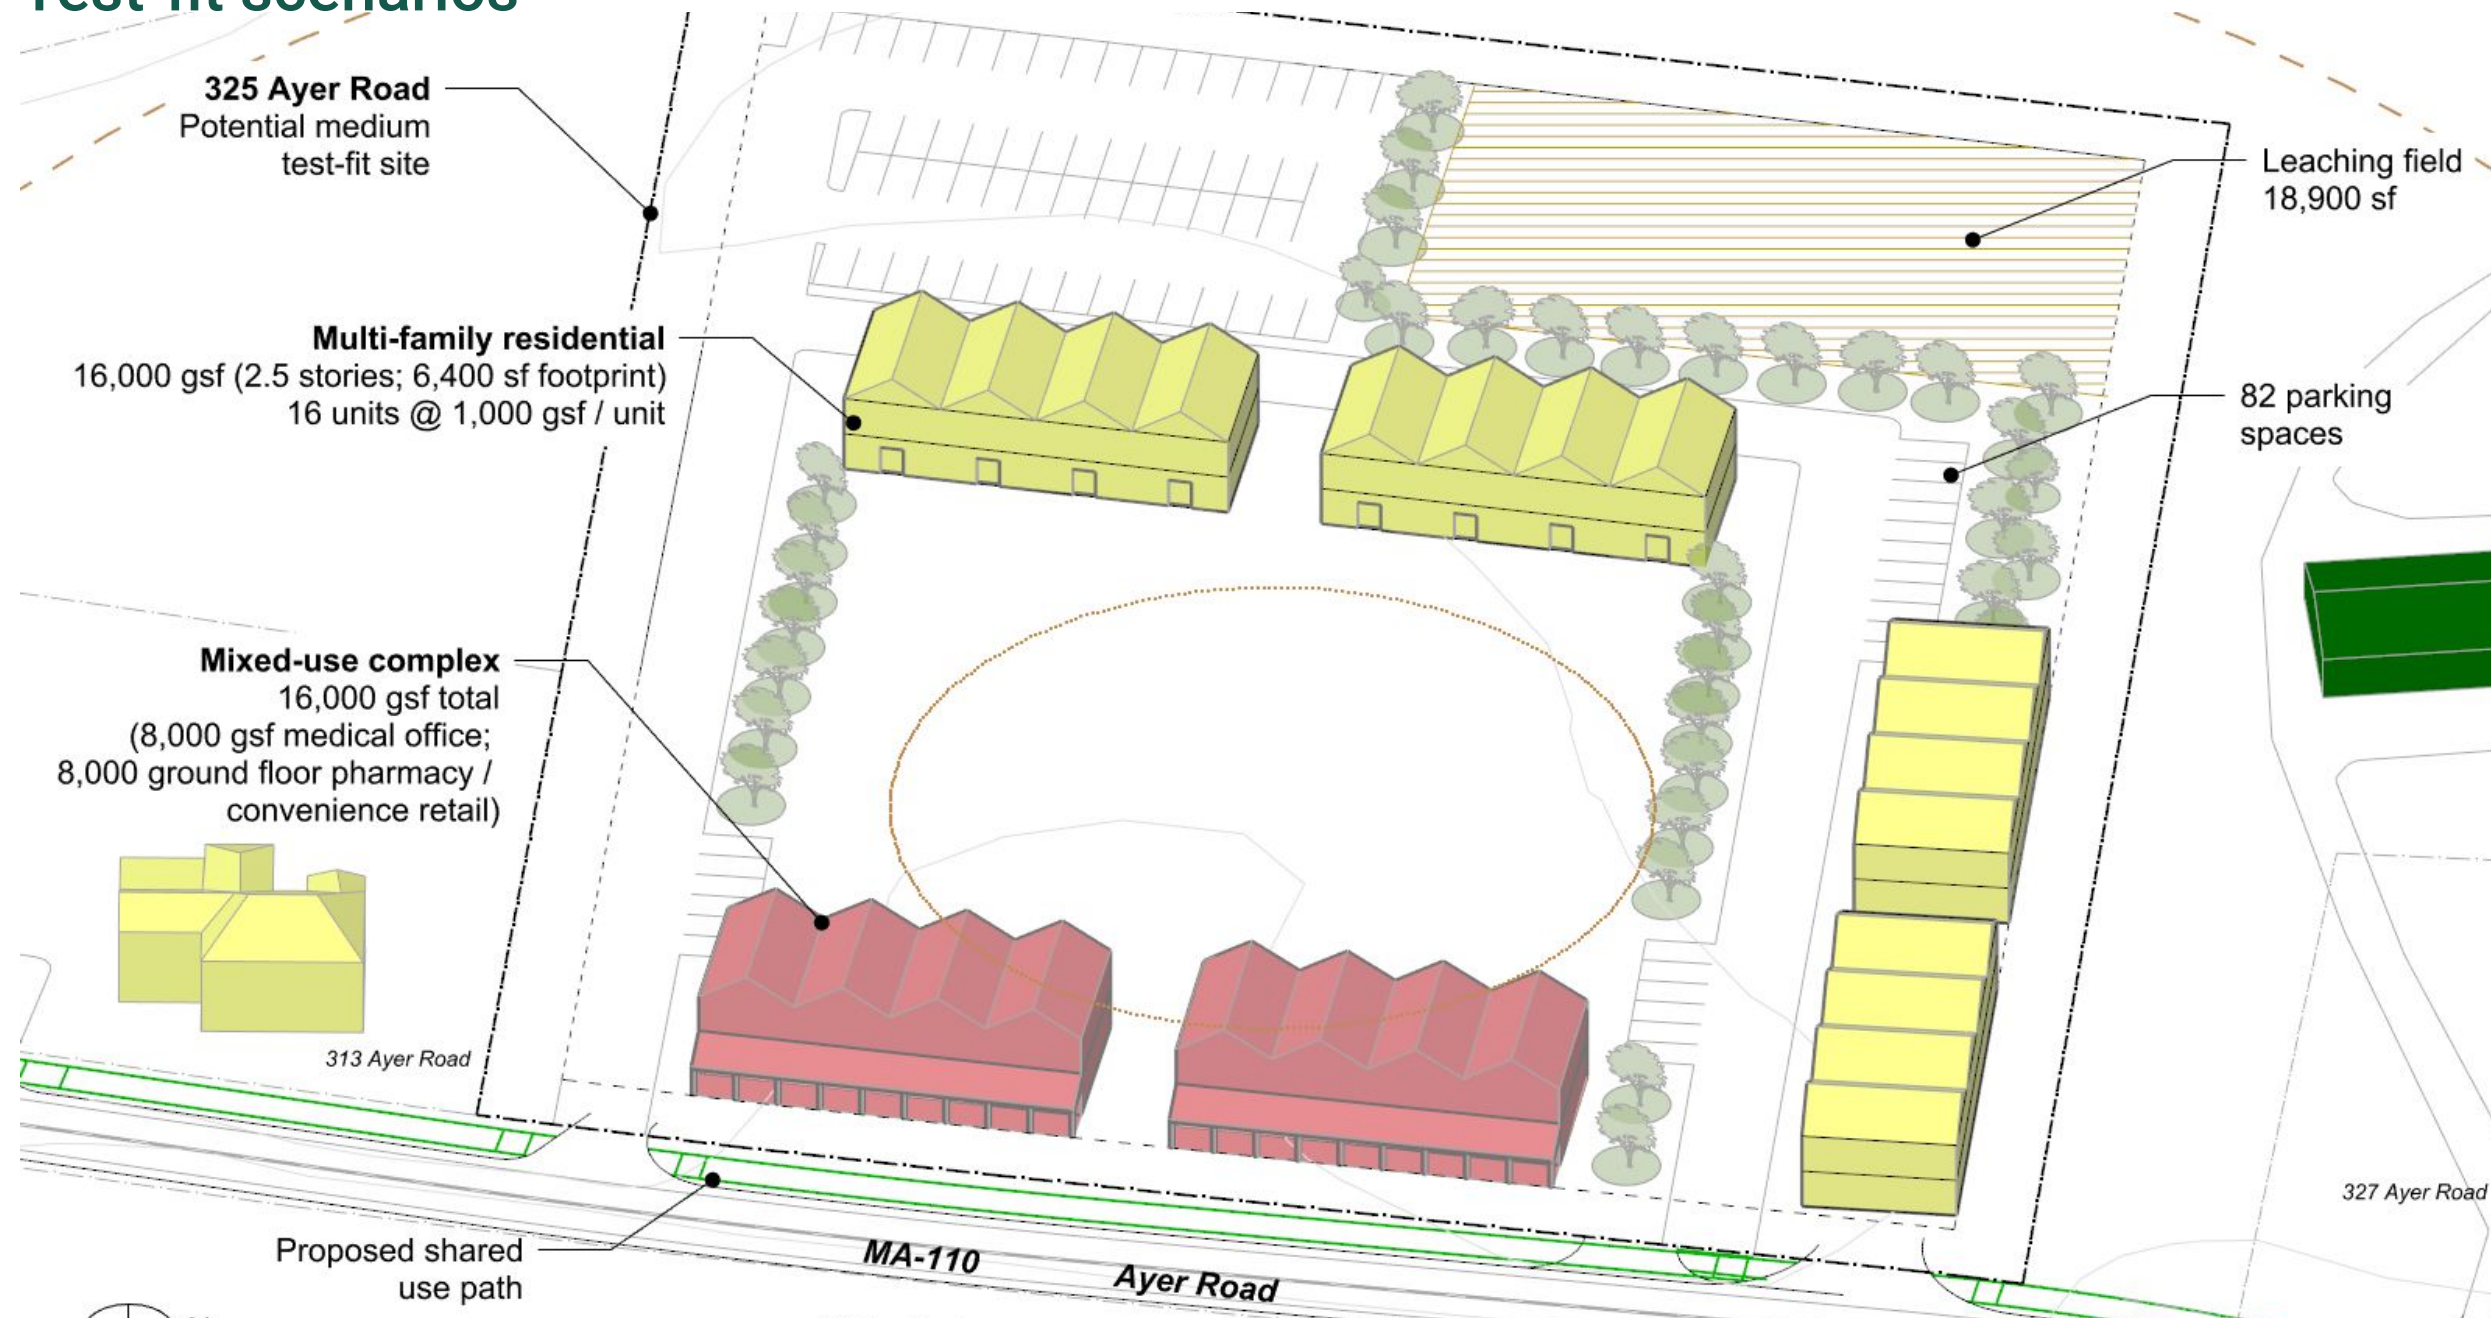 Test-fit scenarios
325 Ayer Road
Potential medium
test-fit site
Leaching field
18,900 sf
Multi-family residential
16,000 gsf (2.5 stories; 6,400 sf footprint)
16 units @ 1,000 gsf / unit
82 parking
spaces
Mixed-use complex
16,000 gsf total
(8,000 gsf medical office;
8,000 ground floor pharmacy /
convenience retail)
313 Ayer Road
327 Ayer Road
Proposed shared
use path
MA-110
Ayer Road